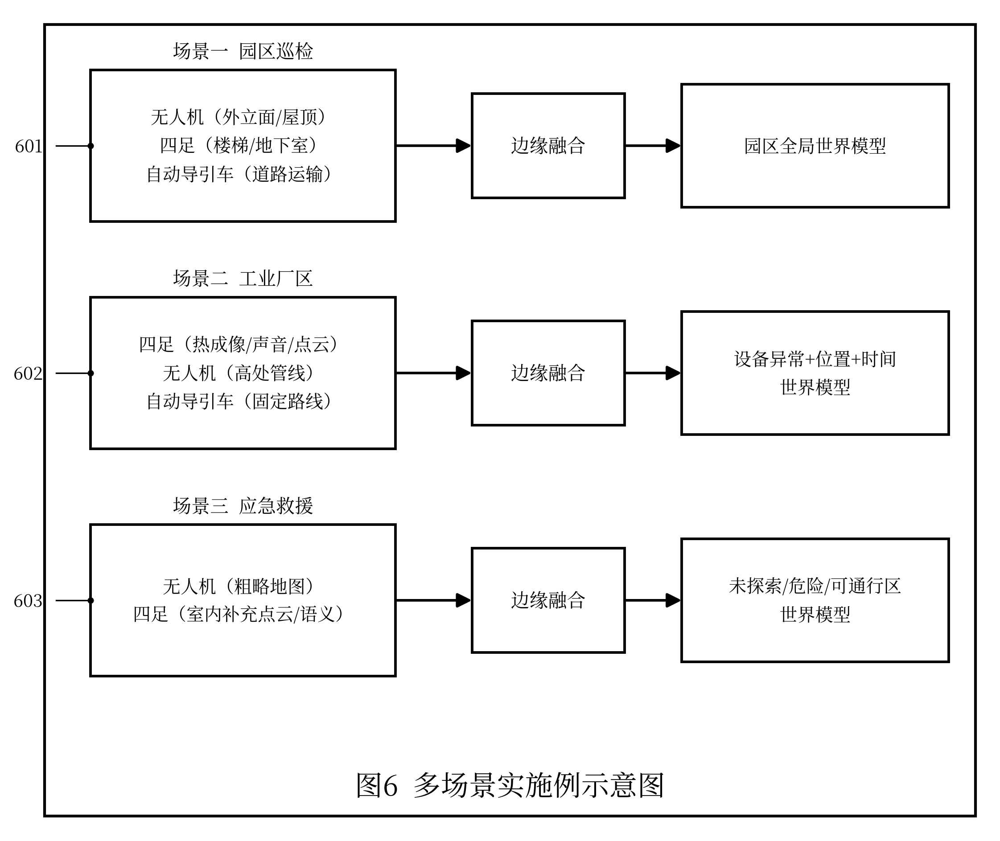 场景一 园区巡检
601
无人机（外立面/屋顶）
四足（楼梯/地下室）
自动导引车（道路运输）
边缘融合
园区全局世界模型
场景二 工业厂区
602
四足（热成像/声音/点云）
无人机（高处管线）
自动导引车（固定路线）
边缘融合
设备异常+位置+时间
世界模型
场景三 应急救援
603
无人机（粗略地图）
四足（室内补充点云/语义）
边缘融合
未探索/危险/可通行区
世界模型
图6 多场景实施例示意图